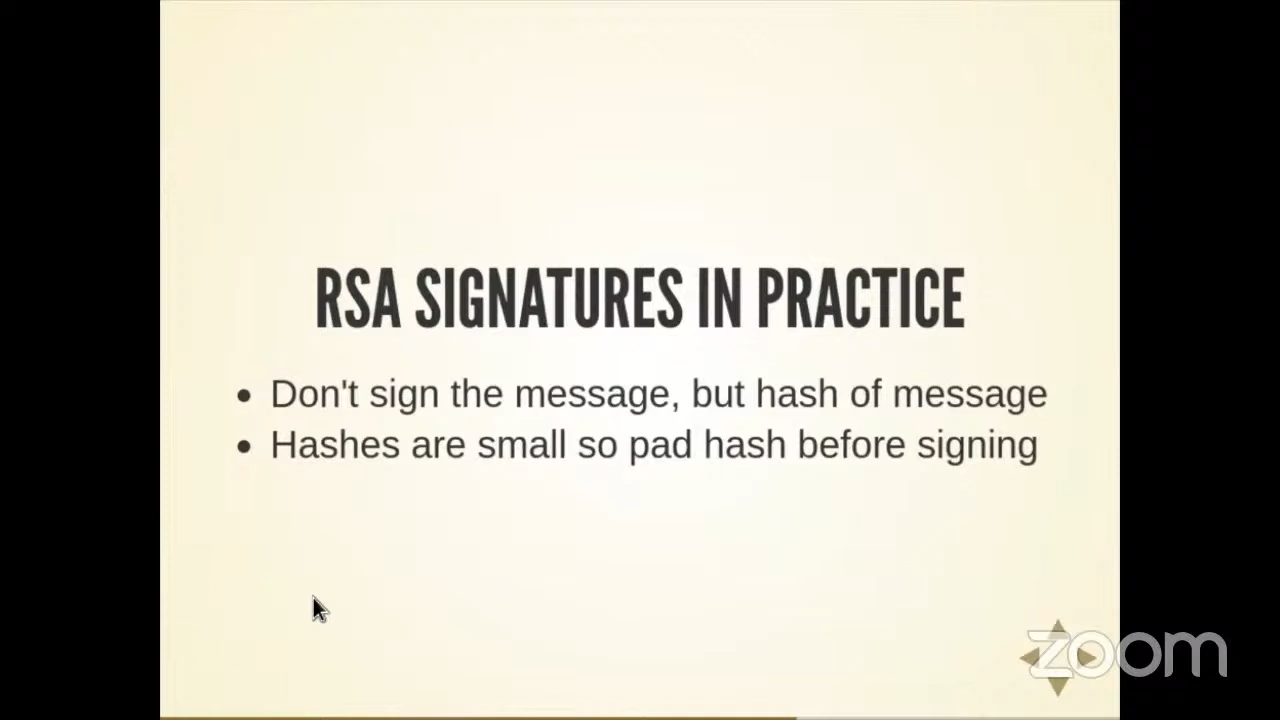 RSA SIGNATURES IN PRACTICE
Don't sign the message, but hash of message
Hashes are small so pad hash before signing
zoom